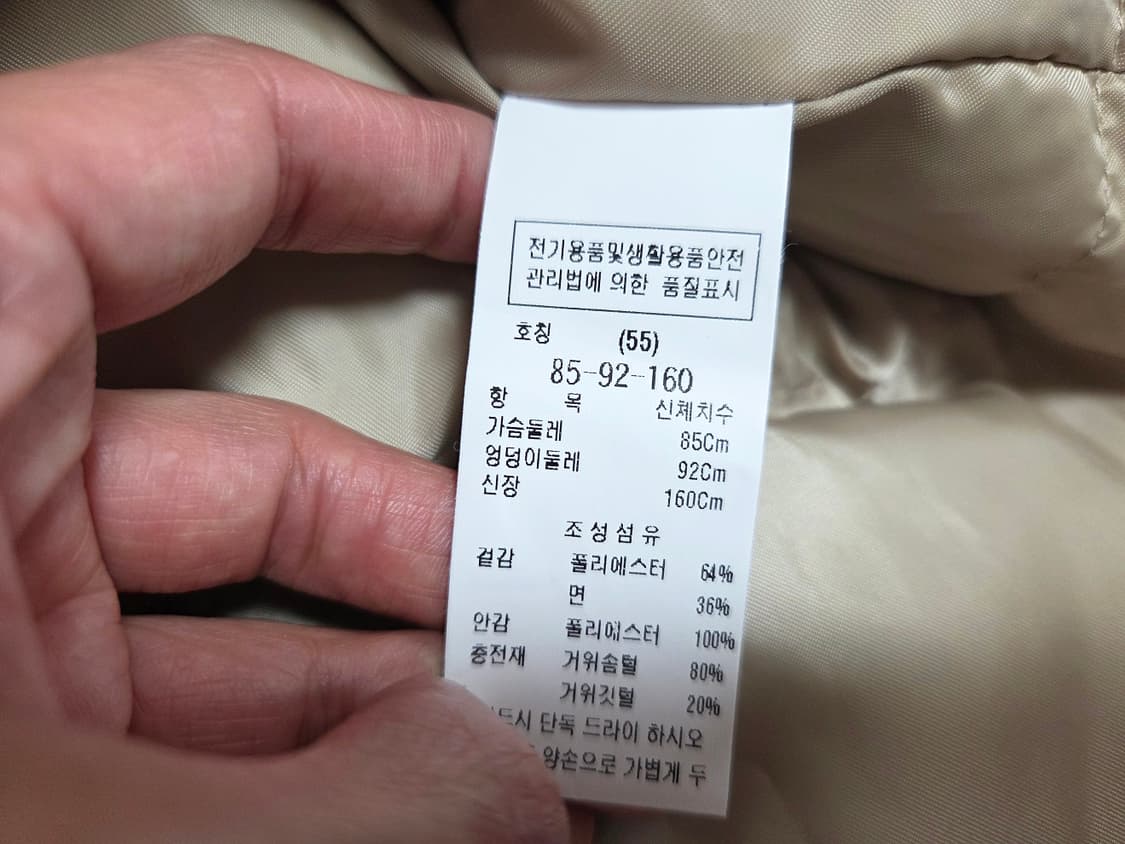 전기용품및생활용품안전
관리법에 의한 품질표시
호칭 (55)
85-92-160
항 목 신체치수
가슴둘레 85Cm
엉덩이둘레 92Cm
신장 160Cm
조성섬유
겉감 폴리에스터 64%
면 36%
안감 폴리에스터 100%
충전재 거위솜털 80%
거위깃털 20%
단독 드라이 하시오
양손으로 가볍게 두